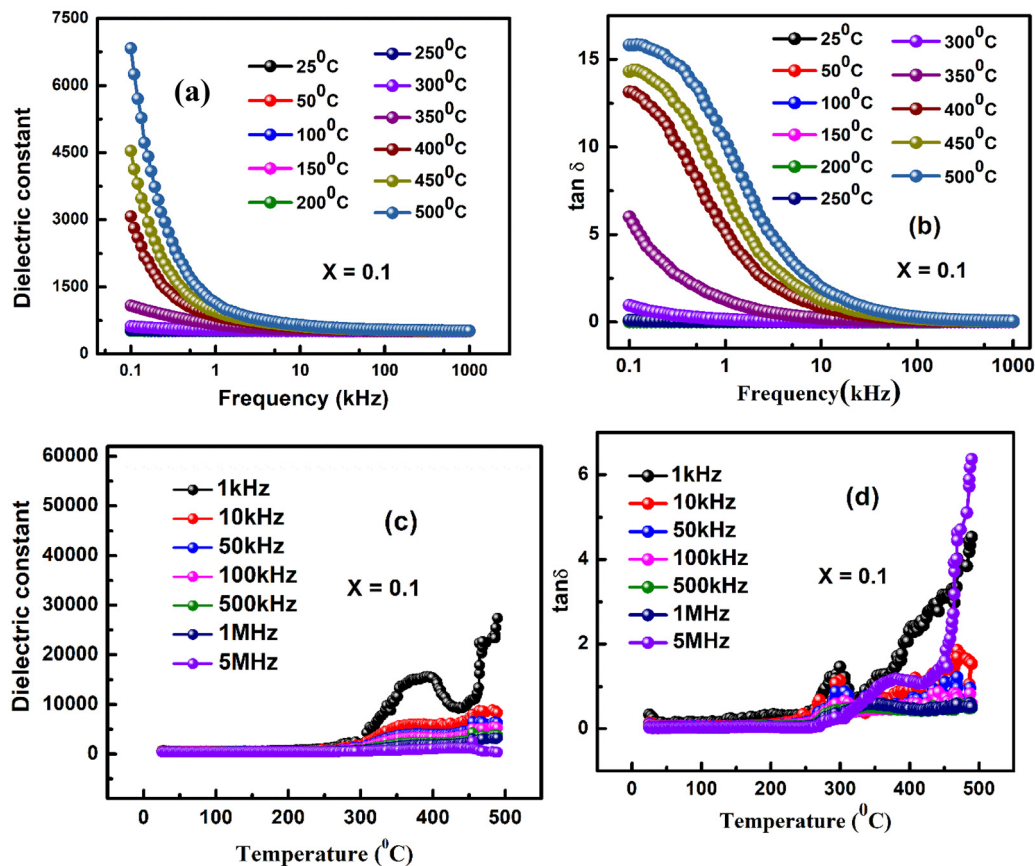 7500
6000
4500
3000
1500
0
Dielectric constant
(a)
25⁰C
50⁰C
100⁰C
150⁰C
200⁰C
250⁰C
300⁰C
350⁰C
400⁰C
450⁰C
500⁰C
X = 0.1
0.1 1 10 100 1000
Frequency (kHz)
15
10
5
0
tan δ
25⁰C
50⁰C
100⁰C
150⁰C
200⁰C
250⁰C
300⁰C
350⁰C
400⁰C
450⁰C
500⁰C
(b)
X = 0.1
0.1 1 10 100 1000
Frequency(kHz)
60000
50000
40000
30000
20000
10000
0
Dielectric constant
1kHz
10kHz
50kHz
100kHz
500kHz
1MHz
5MHz
(c)
X = 0.1
0 100 200 300 400 500
Temperature (⁰C)
6
4
2
0
tanδ
1kHz
10kHz
50kHz
100kHz
500kHz
1MHz
5MHz
(d)
X = 0.1
0 100 200 300 400 500
Temperature (⁰C)